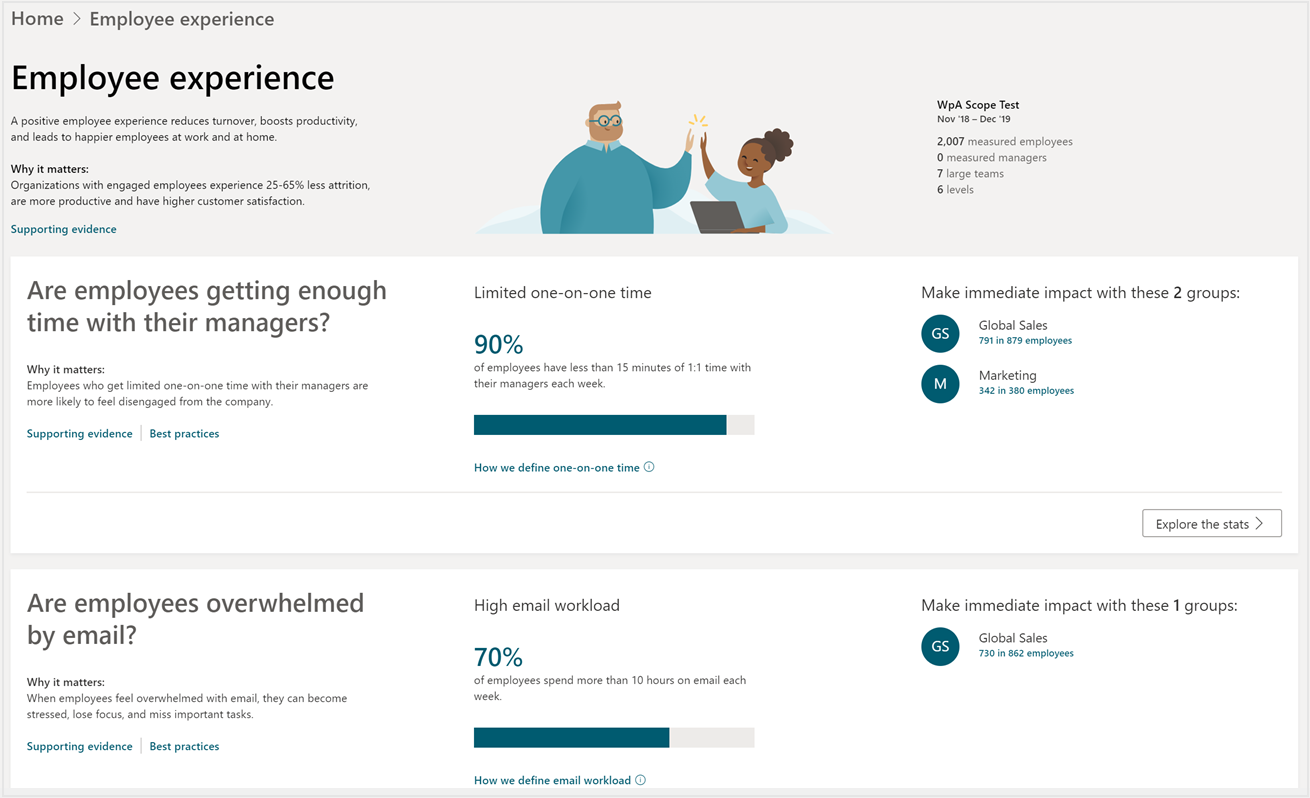 Home > Employee experience
Employee experience
A positive employee experience reduces turnover, boosts productivity,
and leads to happier employees at work and at home.
Why it matters:
Organizations with engaged employees experience 25-65% less attrition,
are more productive and have higher customer satisfaction.
Supporting evidence
WpA Scope Test
Nov '18 – Dec '19
2,007 measured employees
0 measured managers
7 large teams
6 levels
Are employees getting enough
time with their managers?
Why it matters:
Employees who get limited one-on-one time with their managers are
more likely to feel disengaged from the company.
Supporting evidence | Best practices
Limited one-on-one time
90%
of employees have less than 15 minutes of 1:1 time with
their managers each week.
How we define one-on-one time
Make immediate impact with these 2 groups:
GS
Global Sales
791 in 879 employees
M
Marketing
342 in 380 employees
Explore the stats >
Are employees overwhelmed
by email?
Why it matters:
When employees feel overwhelmed with email, they can become
stressed, lose focus, and miss important tasks.
Supporting evidence | Best practices
High email workload
70%
of employees spend more than 10 hours on email each
week.
How we define email workload
Make immediate impact with these 1 groups:
GS
Global Sales
730 in 862 employees